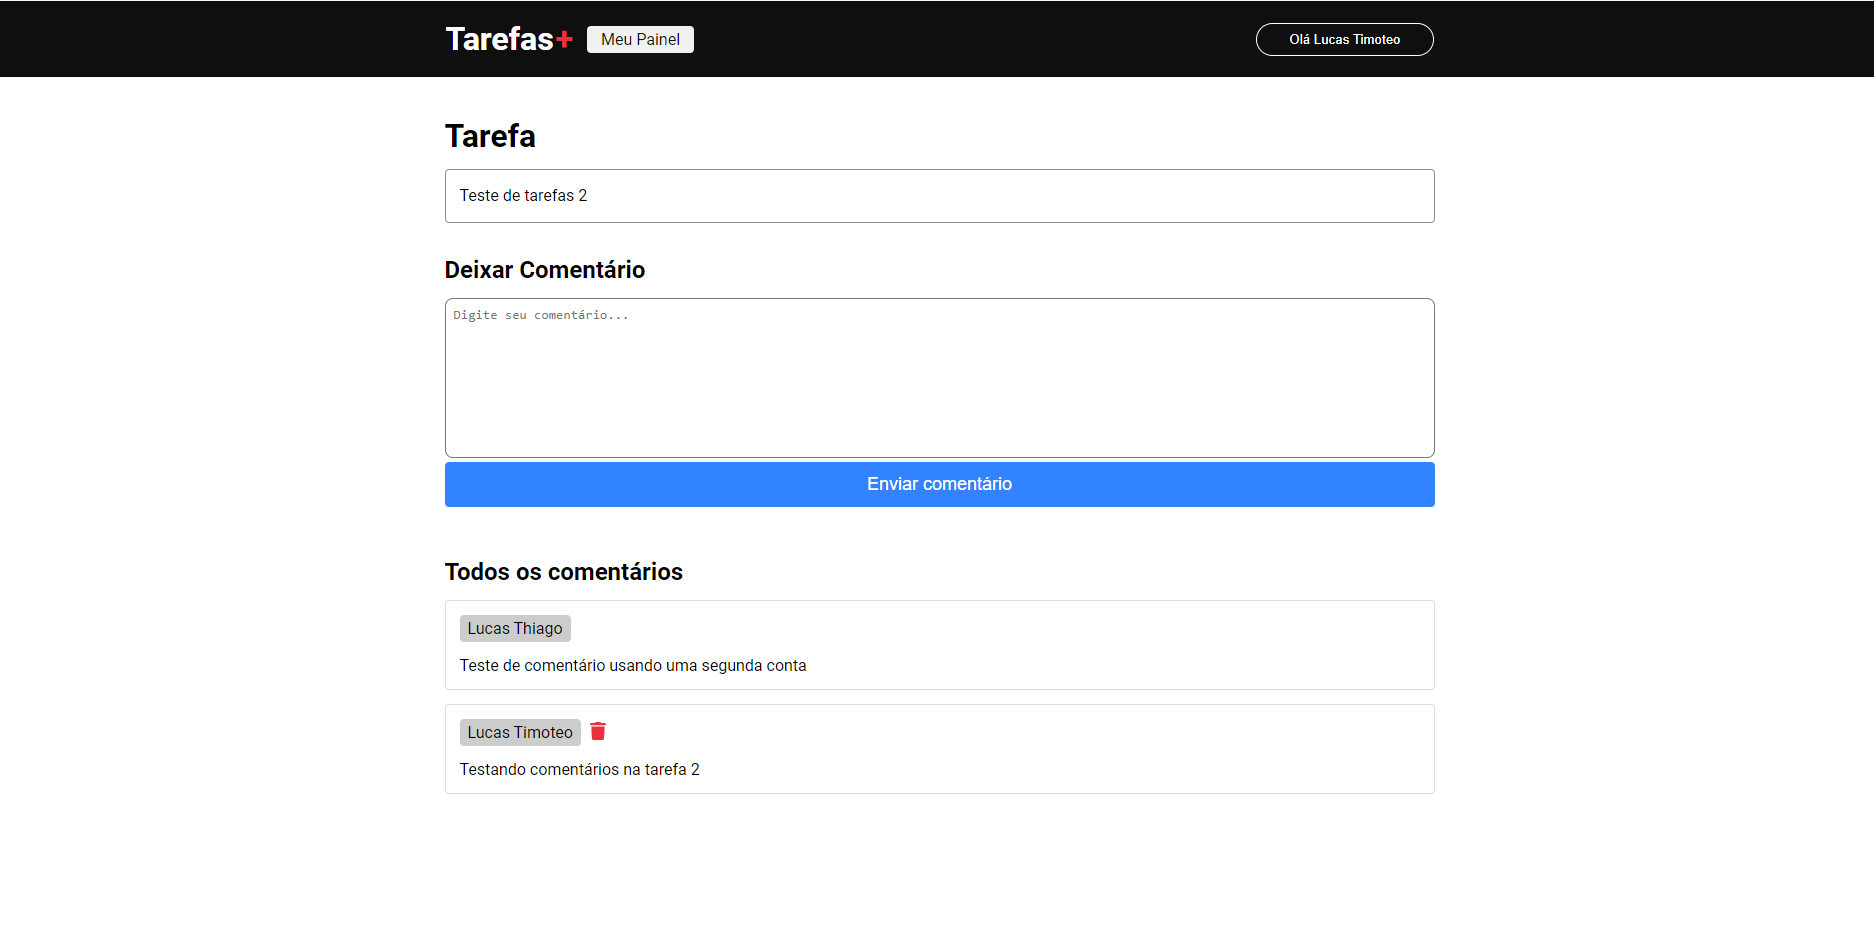 Tarefas+ Meu Painel Olá Lucas Timoteo
Tarefa
Teste de tarefas 2
Deixar Comentário
Digite seu comentário...
Enviar comentário
Todos os comentários
Lucas Thiago
Teste de comentário usando uma segunda conta
Lucas Timoteo
Testando comentários na tarefa 2